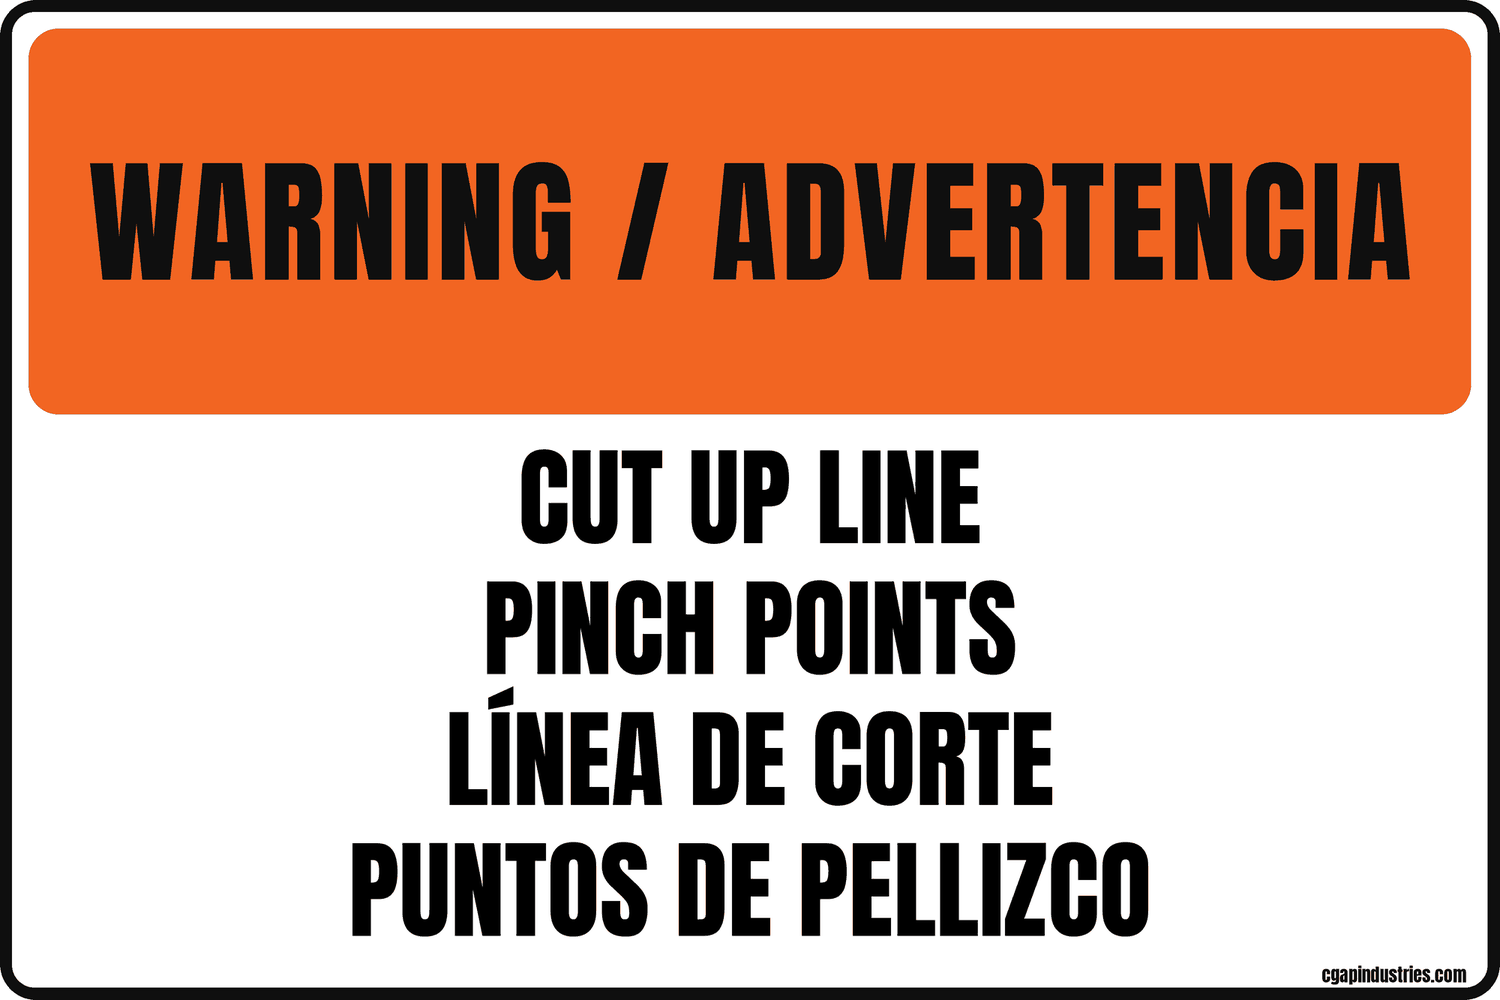 WARNING / ADVERTENCIA
CUT UP LINE
PINCH POINTS
LÍNEA DE CORTE
PUNTOS DE PELLIZCO
cgapindustries.com